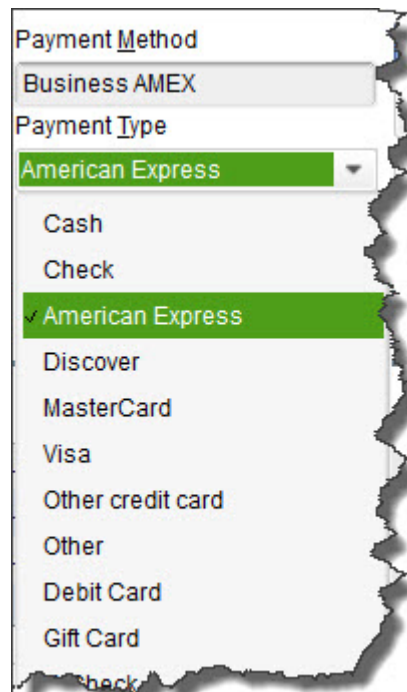 Payment Method
Business AMEX
Payment Type
American Express
Cash
Check
✓ American Express
Discover
MasterCard
Visa
Other credit card
Other
Debit Card
Gift Card
Check